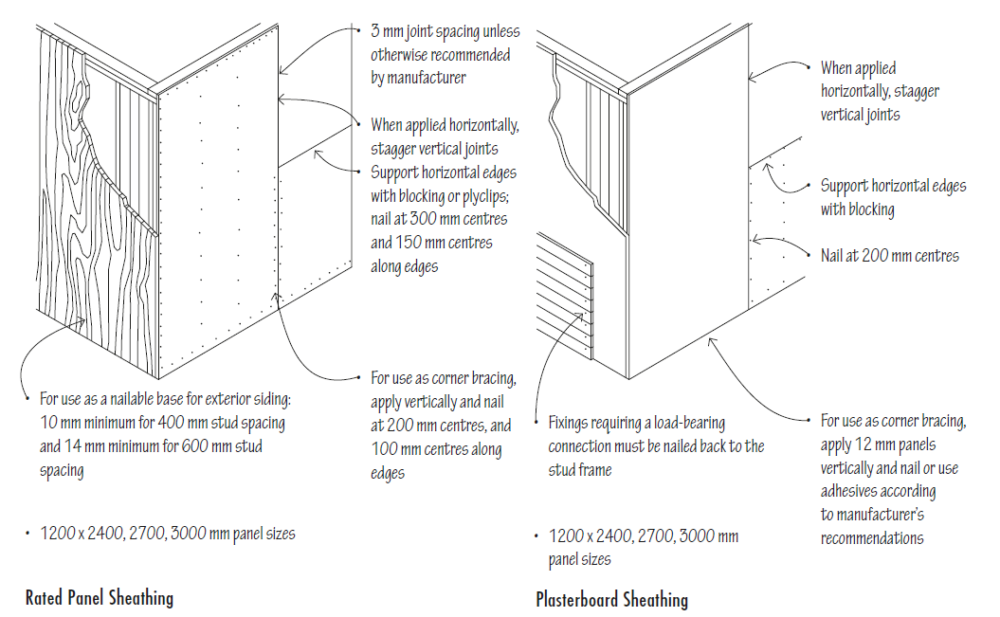 • 3 mm joint spacing unless
otherwise recommended
by manufacturer
• When applied horizontally,
stagger vertical joints
• Support horizontal edges
with blocking or plyclips;
nail at 300 mm centres
and 150 mm centres
along edges
• For use as corner bracing,
apply vertically and nail
at 200 mm centres, and
100 mm centres along
edges
• For use as a nailable base for exterior siding:
10 mm minimum for 400 mm stud spacing
and 14 mm minimum for 600 mm stud
spacing
• 1200 x 2400, 2700, 3000 mm panel sizes
Rated Panel Sheathing
• When applied
horizontally, stagger
vertical joints
• Support horizontal edges
with blocking
• Nail at 200 mm centres
• For use as corner bracing,
apply 12 mm panels
vertically and nail or use
adhesives according
to manufacturer's
recommendations
• Fixings requiring a load-bearing
connection must be nailed back to the
stud frame
• 1200 x 2400, 2700, 3000 mm
panel sizes
Plasterboard Sheathing